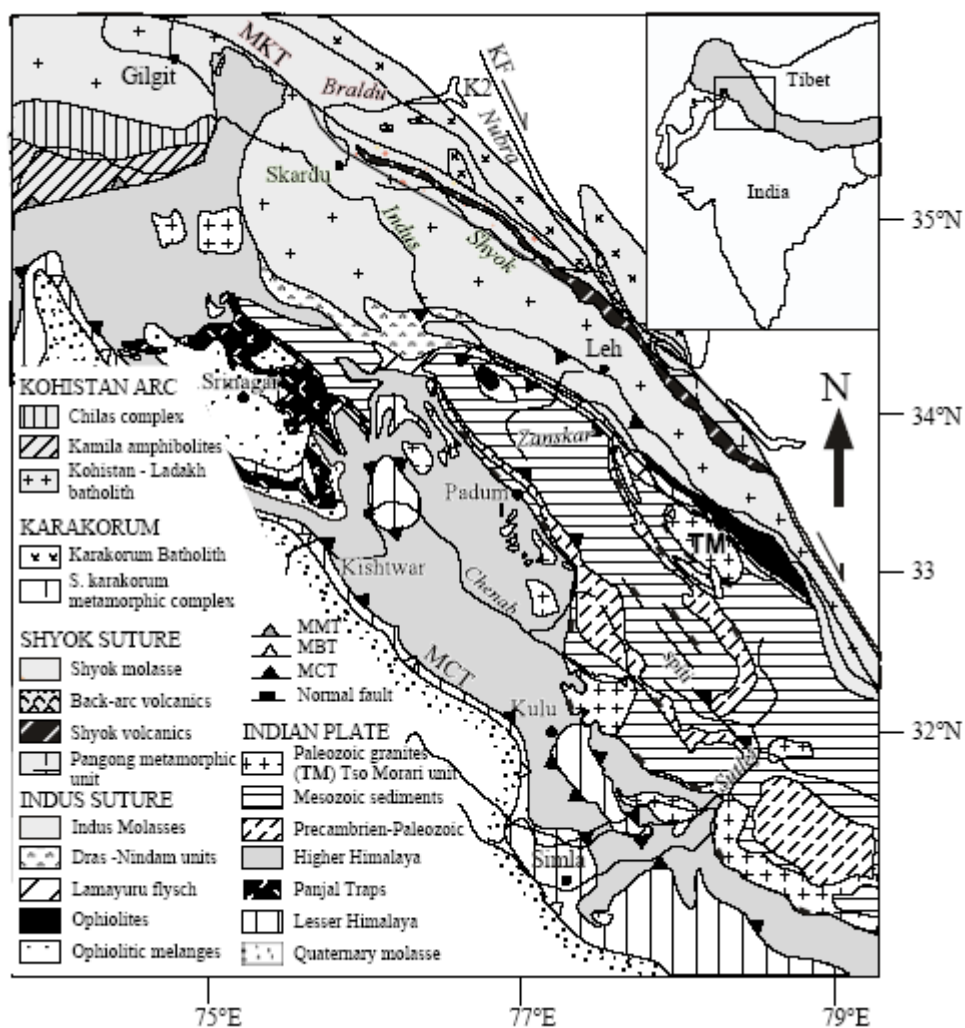 MKT
Gilgit
Braldu
K2
KF
Nubra
Tibet
India
Skardu
Indus
Shyok
35°N
Leh
N
34°N
Srinagar
Zanskar
Padum
TM
33
Kishtwar
Chenab
MCT
spiti
Kulu
32°N
Sutlej
Simla
KOHISTAN ARC
Chilas complex
Kamila amphibolites
Kohistan - Ladakh
batholith
KARAKORUM
Karakorum Batholith
S. karakorum
metamorphic complex
SHYOK SUTURE
Shyok molasse
Back-arc volcanics
Shyok volcanics
Pangong metamorphic
unit
INDUS SUTURE
Indus Molasses
Dras -Nindam units
Lamayuru flysch
Ophiolites
Ophiolitic melanges
MMT
MBT
MCT
Normal fault
INDIAN PLATE
Paleozoic granites
(TM) Tso Morari unit
Mesozoic sediments
Precambrien-Paleozoic
Higher Himalaya
Panjal Traps
Lesser Himalaya
Quaternary molasse
75°E
77°E
79°E